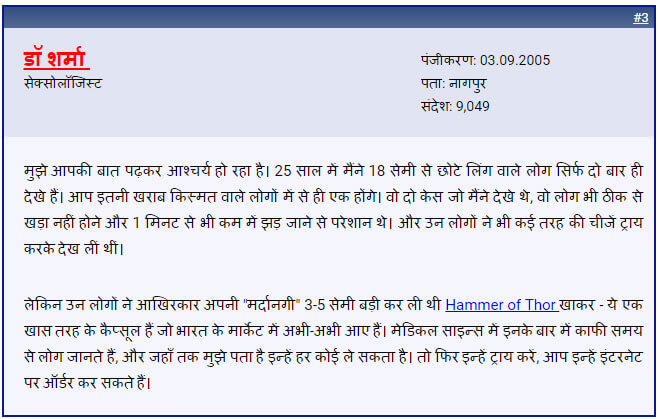 #3
डॉ शर्मा
सेक्सोलॉजिस्ट
पंजीकरण: 03.09.2005
पता: नागपुर
संदेश: 9,049
मुझे आपकी बात पढ़कर आश्चर्य हो रहा है। 25 साल में मैंने 18 सेमी से छोटे लिंग वाले लोग सिर्फ दो बार ही
देखे हैं। आप इतनी खराब किस्मत वाले लोगों में से ही एक होंगे। वो दो केस जो मैंने देखे थे, वो लोग भी ठीक से
खड़ा नहीं होने और 1 मिनट से भी कम में झड़ जाने से परेशान थे। और उन लोगों ने भी कई तरह की चीजें ट्राय
करके देख लीं थीं।
लेकिन उन लोगों ने आखिरकार अपनी "मर्दानगी" 3-5 सेमी बड़ी कर ली थी Hammer of Thor खाकर - ये एक
खास तरह के कैप्सूल हैं जो भारत के मार्केट में अभी-अभी आए हैं। मेडिकल साइन्स में इनके बार में काफी समय
से लोग जानते हैं, और जहाँ तक मुझे पता है इन्हें हर कोई ले सकता है। तो फिर इन्हें ट्राय करें, आप इन्हें इंटरनेट
पर ऑर्डर कर सकते हैं।